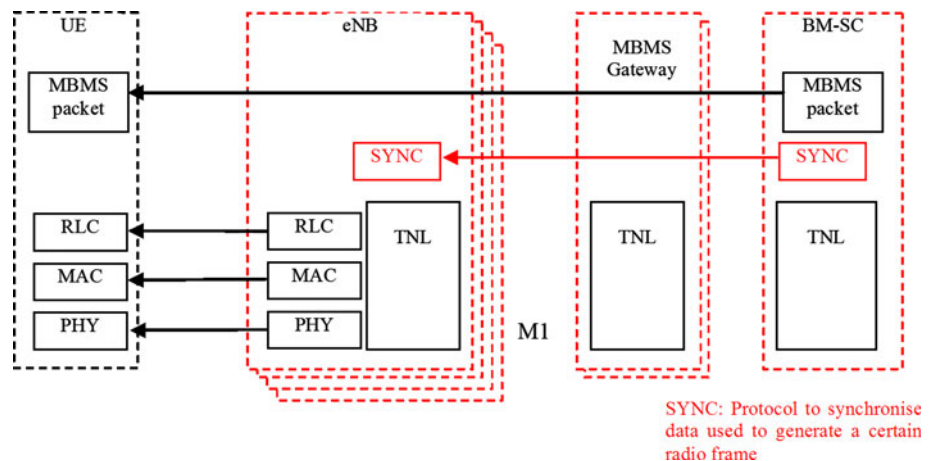 UE
eNB
MBMS
Gateway
BM-SC
MBMS
packet
MBMS
packet
SYNC
SYNC
RLC
RLC
TNL
TNL
TNL
MAC
MAC
PHY
PHY
M1
SYNC: Protocol to synchronise
data used to generate a certain
radio frame